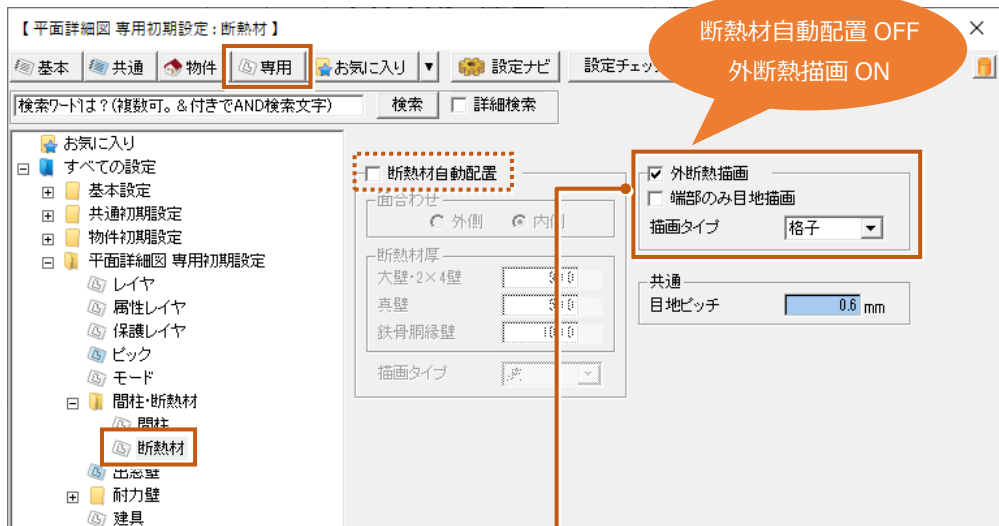 【 平面詳細図 専用初期設定 : 断熱材 】
断熱材自動配置 OFF
外断熱描画 ON
基本 共通 物件 専用 お気に入り ▼ 設定ナビ 設定チェッ
検索ワードは？(複数可。＆付きでAND検索文字) 検索 詳細検索
お気に入り
すべての設定
基本設定
共通初期設定
物件初期設定
平面詳細図 専用初期設定
レイヤ
属性レイヤ
保護レイヤ
ピック
モード
間柱・断熱材
間柱
断熱材
出窓壁
耐力壁
建具
断熱材自動配置
面合わせ
外側 内側
断熱材厚
大壁・2×4壁
真壁
鉄骨胴縁壁
描画タイプ
外断熱描画
端部のみ目地描画
描画タイプ 格子
共通
目地ピッチ 0.6 mm